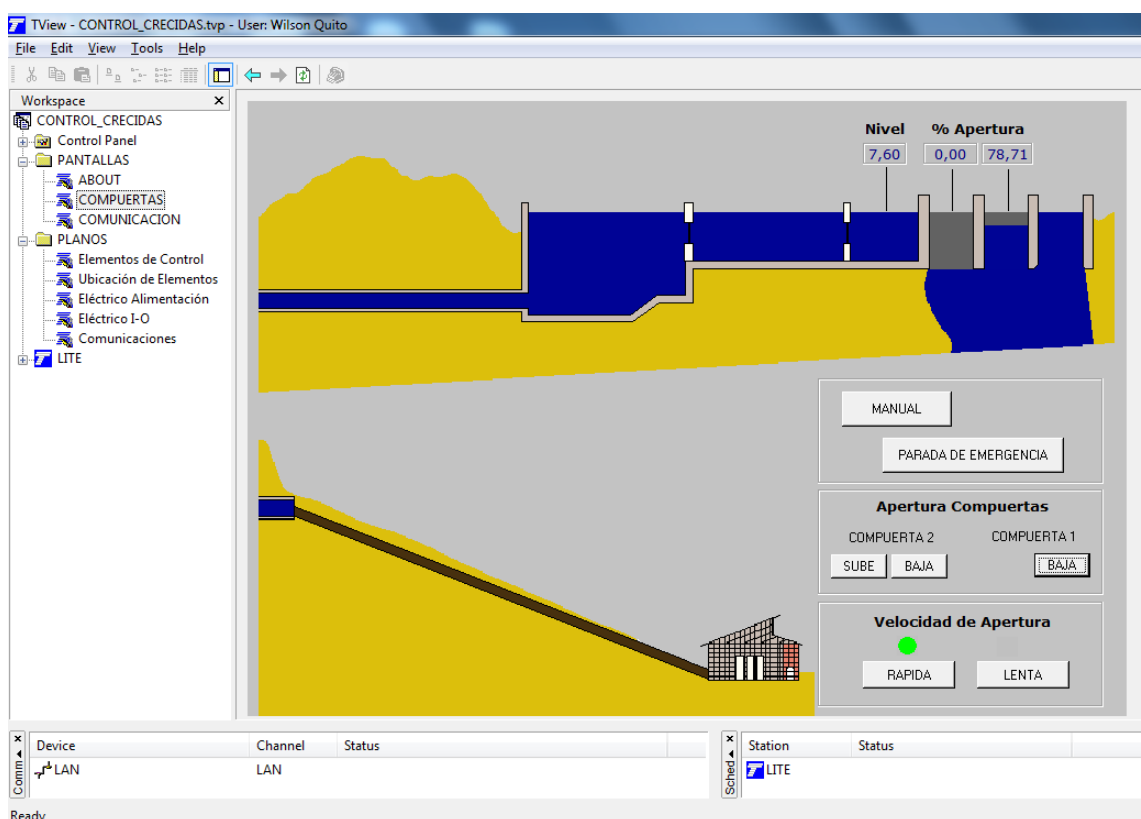 TView - CONTROL_CRECIDAS.tvp - User: Wilson Quito
File Edit View Tools Help
Workspace
CONTROL_CRECIDAS
Control Panel
PANTALLAS
ABOUT
COMPUERTAS
COMUNICACION
PLANOS
Elementos de Control
Ubicación de Elementos
Eléctrico Alimentación
Eléctrico I-O
Comunicaciones
LITE
Nivel % Apertura
7,60 0,00 78,71
MANUAL
PARADA DE EMERGENCIA
Apertura Compuertas
COMPUERTA 2 COMPUERTA 1
SUBE BAJA BAJA
Velocidad de Apertura
RAPIDA LENTA
Comm
Device Channel Status
LAN LAN
Sched
Station Status
LITE
Ready